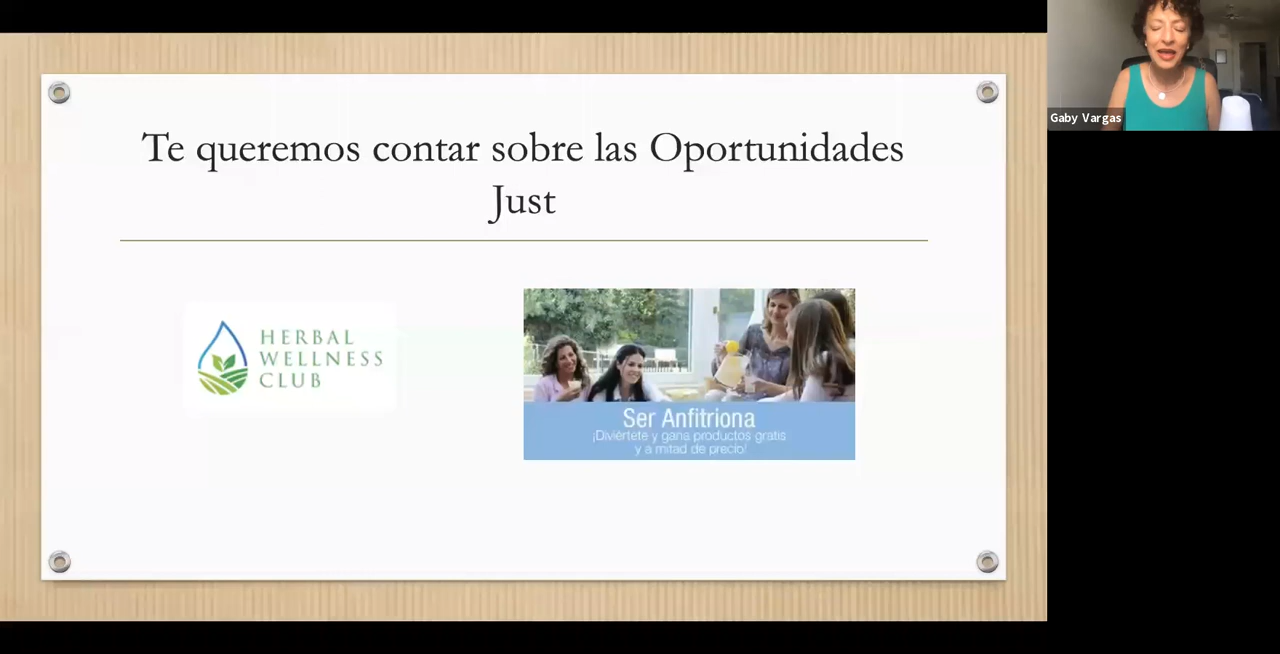 Te queremos contar sobre las Oportunidades
Just
HERBAL
WELLNESS
CLUB
Ser Anfitriona
¡Diviértete y gana productos gratis
y a mitad de precio!
Gaby Vargas